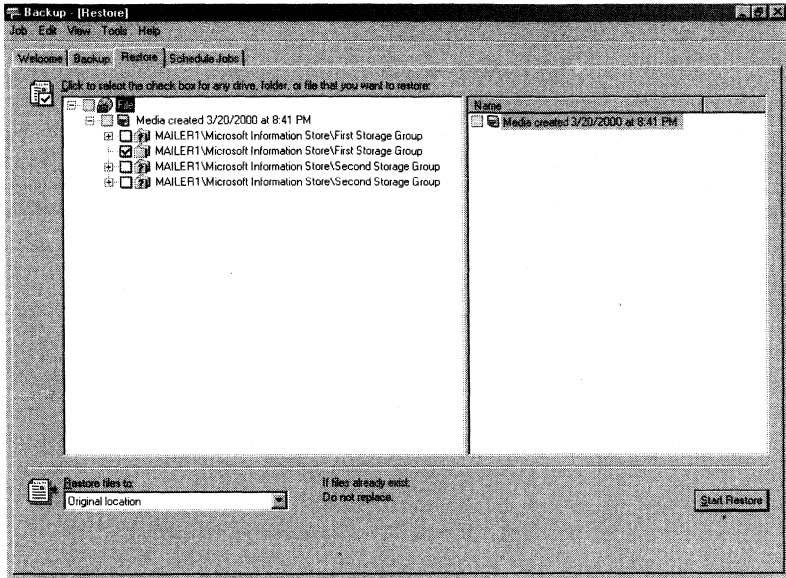 Backup - [Restore]
Job Edit View Tools Help
Welcome Backup Restore Schedule Jobs
Click to select the check box for any drive, folder, or file that you want to restore:
File
Media created 3/20/2000 at 8:41 PM
MAILER1\Microsoft Information Store\First Storage Group
MAILER1\Microsoft Information Store\First Storage Group
MAILER1\Microsoft Information Store\Second Storage Group
MAILER1\Microsoft Information Store\Second Storage Group
Name
Media created 3/20/2000 at 8:41 PM
Restore files to:
Original location
If files already exist:
Do not replace.
Start Restore